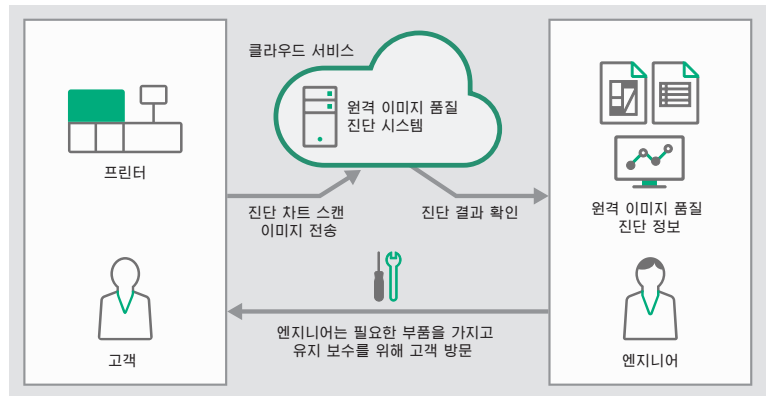 클라우드 서비스
원격 이미지 품질
진단 시스템
프린터
진단 차트 스캔
이미지 전송
진단 결과 확인
원격 이미지 품질
진단 정보
엔지니어는 필요한 부품을 가지고
유지 보수를 위해 고객 방문
고객
엔지니어